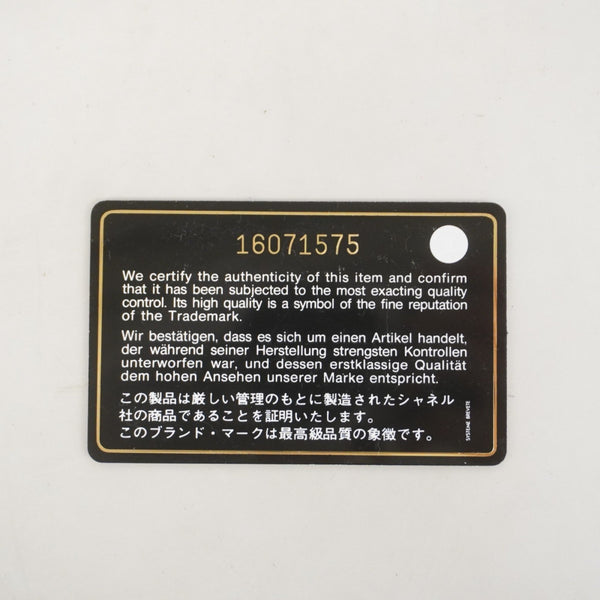 16071575
We certify the authenticity of this item and confirm
that it has been subjected to the most exacting quality
control. Its high quality is a symbol of the fine reputation
of the Trademark.
Wir bestätigen, dass es sich um einen Artikel handelt,
der während seiner Herstellung strengsten Kontrollen
unterworfen war, und dessen erstklassige Qualität
dem hohen Ansehen unserer Marke entspricht.
この製品は厳しい管理のもとに製造されたシャネル
社の商品であることを証明いたします。
このブランド・マークは最高級品質の象徴です。
SYSTEME BREVETE